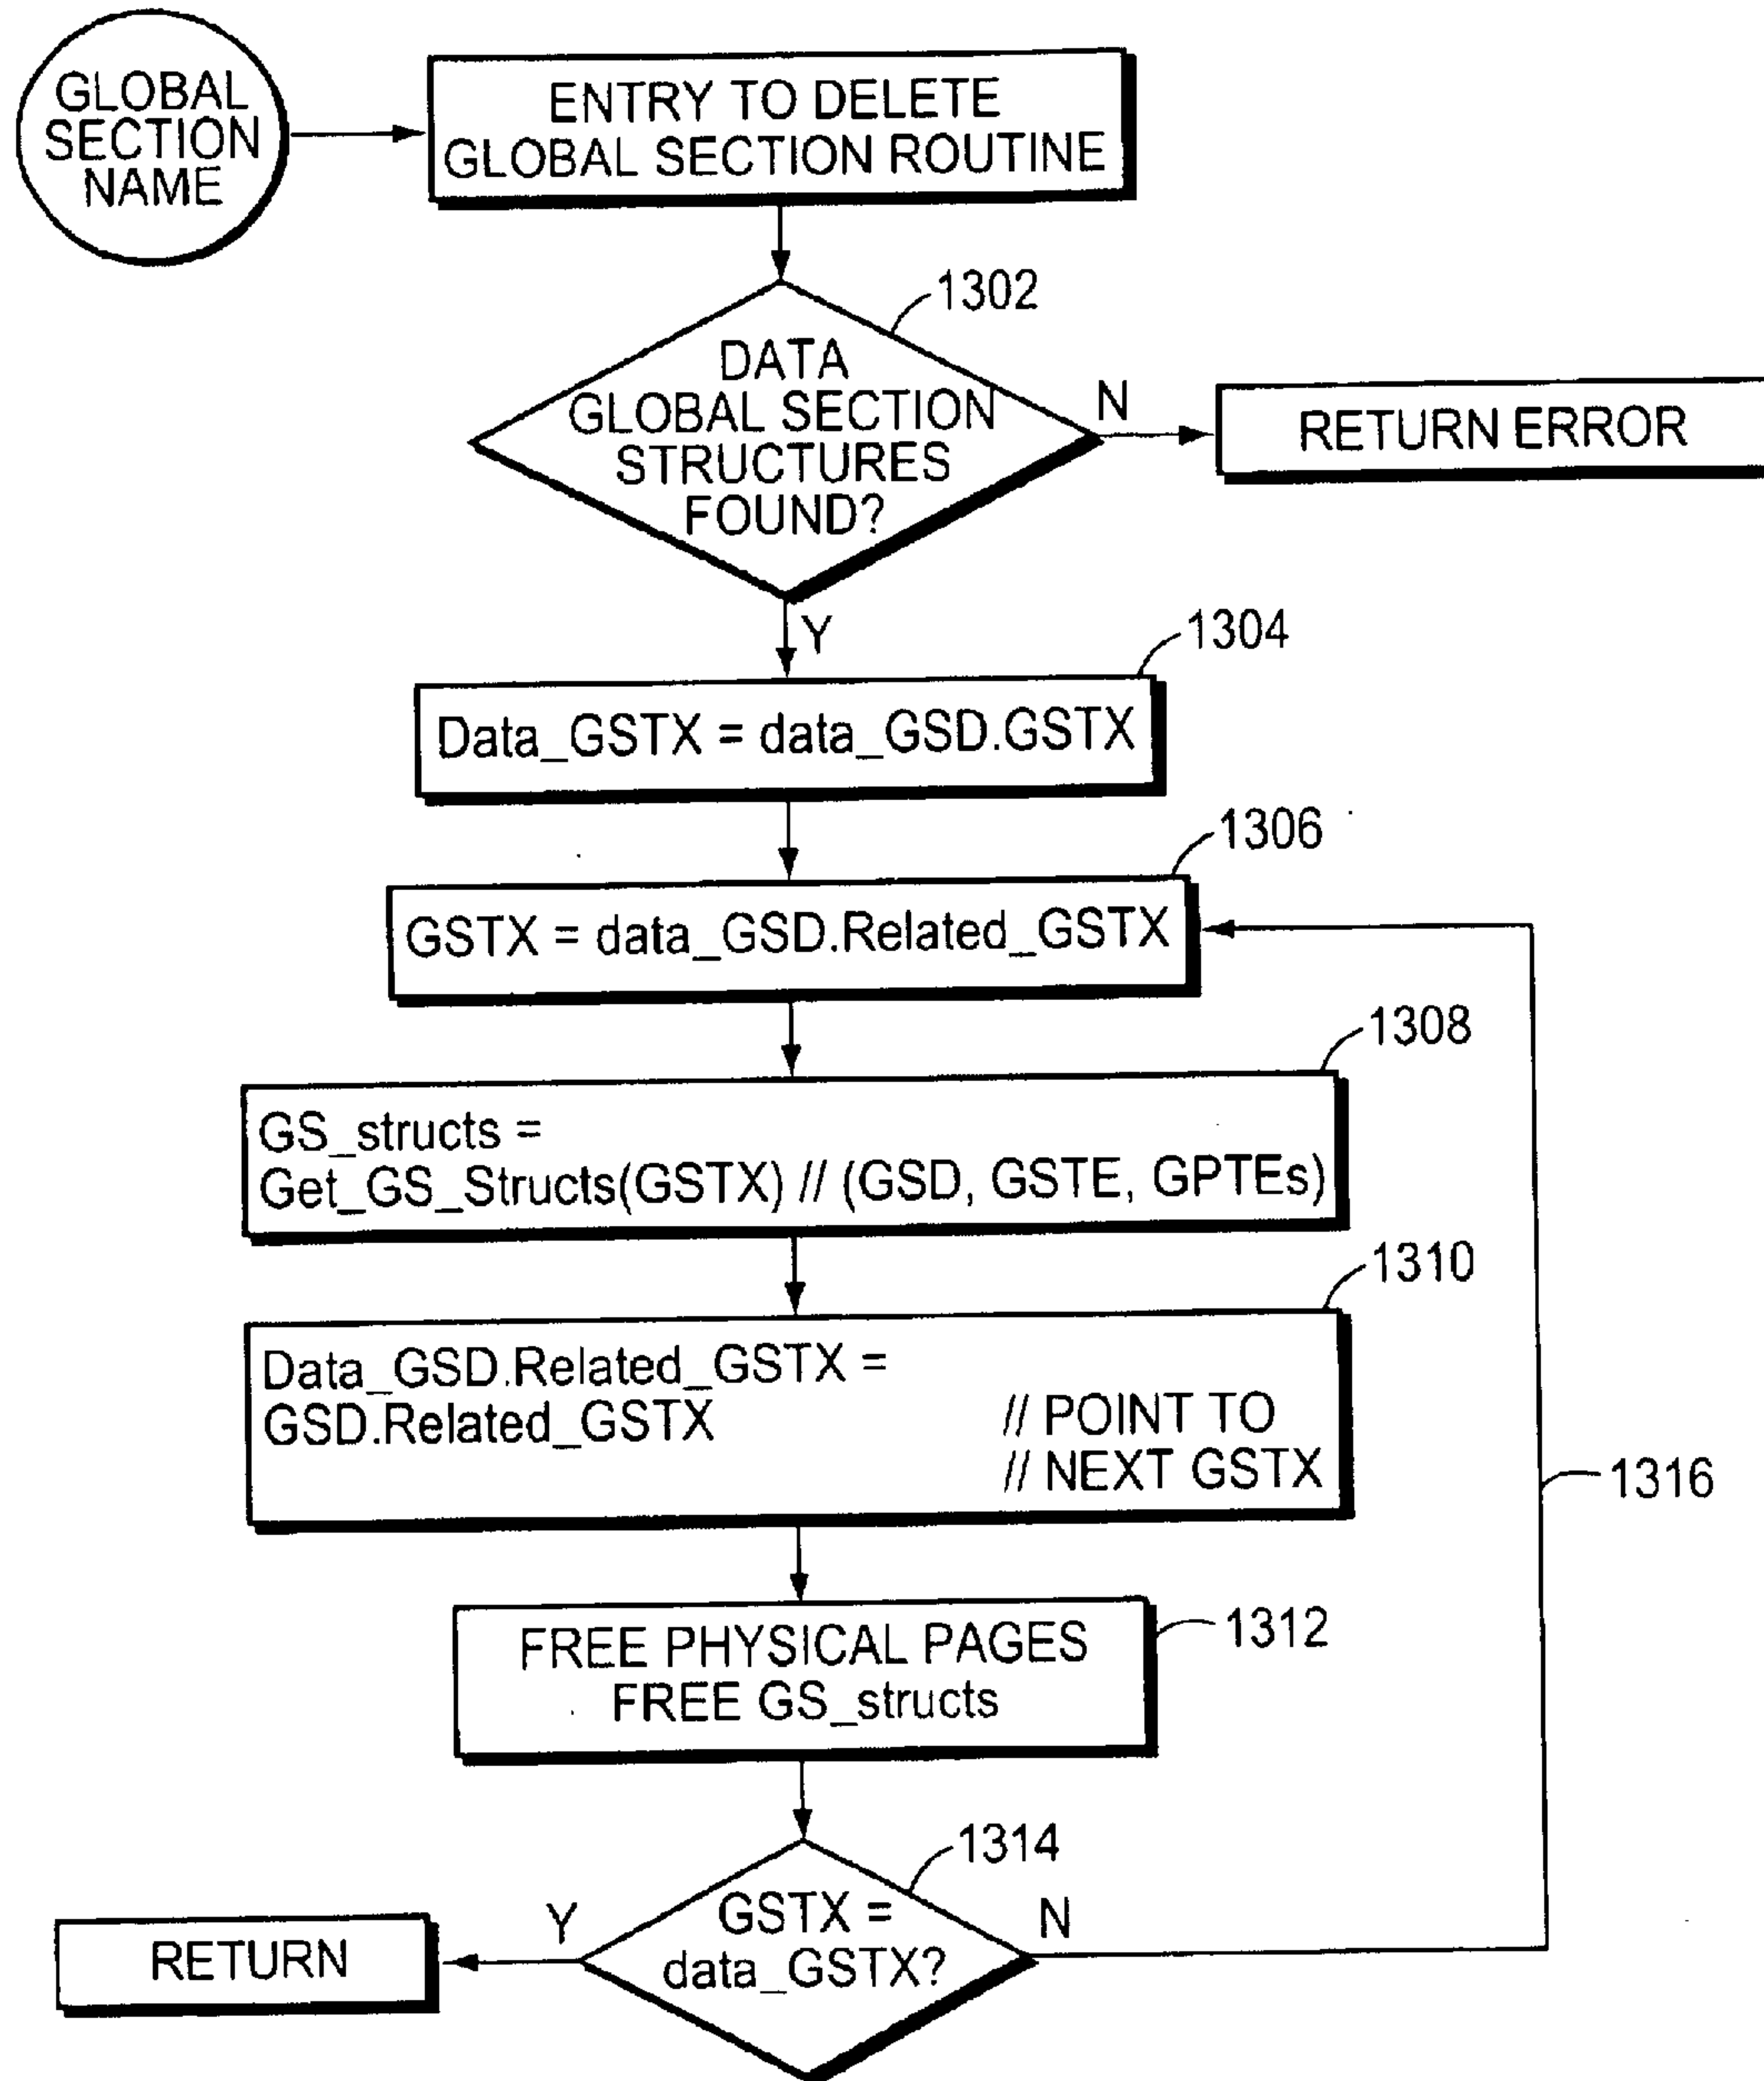 GLOBAL
SECTION
NAME
ENTRY TO DELETE
GLOBAL SECTION ROUTINE
1302
DATA
GLOBAL SECTION
STRUCTURES
FOUND?
N
RETURN ERROR
Y
1304
Data_GSTX = data_GSD.GSTX
1306
GSTX = data_GSD.Related_GSTX
1308
GS_structs =
Get_GS_Structs(GSTX) // (GSD, GSTE, GPTEs)
1310
Data_GSD.Related_GSTX =
GSD.Related_GSTX // POINT TO
// NEXT GSTX
1316
1312
FREE PHYSICAL PAGES
FREE GS_structs
1314
GSTX =
data_GSTX?
Y
N
RETURN